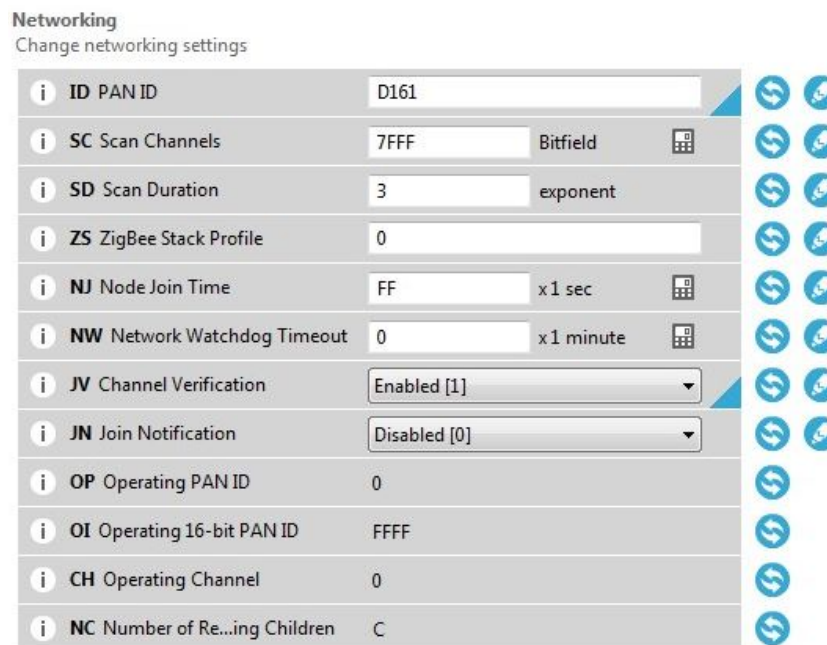 Networking
Change networking settings
i ID PAN ID D161
i SC Scan Channels 7FFF Bitfield
i SD Scan Duration 3 exponent
i ZS ZigBee Stack Profile 0
i NJ Node Join Time FF x 1 sec
i NW Network Watchdog Timeout 0 x 1 minute
i JV Channel Verification Enabled [1]
i JN Join Notification Disabled [0]
i OP Operating PAN ID 0
i OI Operating 16-bit PAN ID FFFF
i CH Operating Channel 0
i NC Number of Re...ing Children C